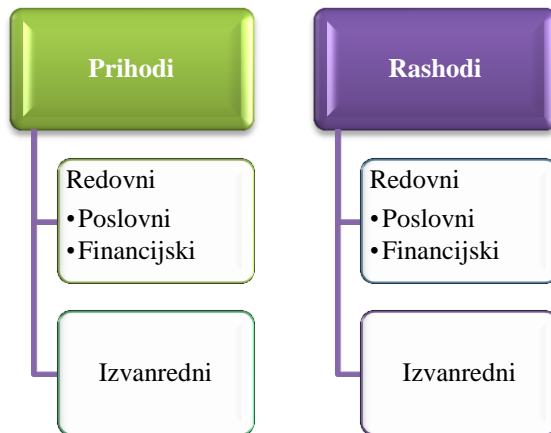 Prihodi
Redovni
•Poslovni
•Financijski
Izvanredni
Rashodi
Redovni
•Poslovni
•Financijski
Izvanredni